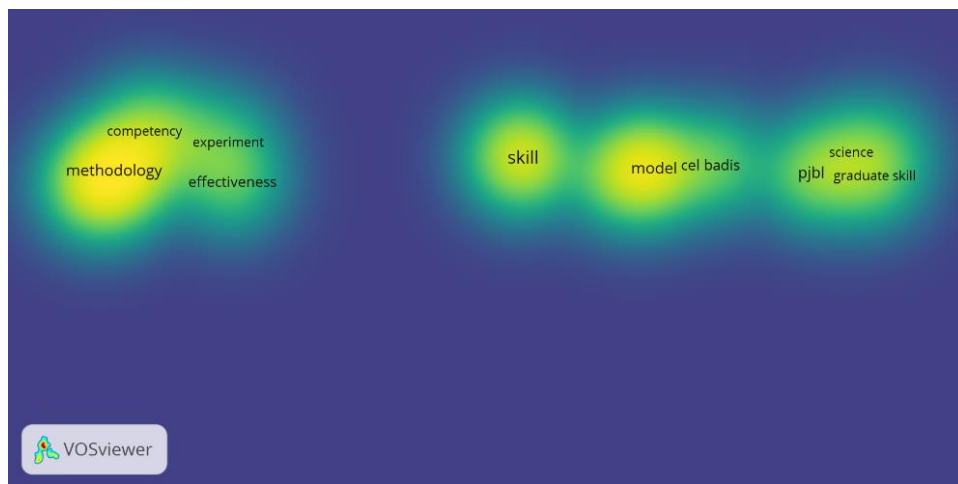 competency
experiment
methodology
effectiveness
skill
model
cel badis
science
pjbl
graduate skill
VOSviewer